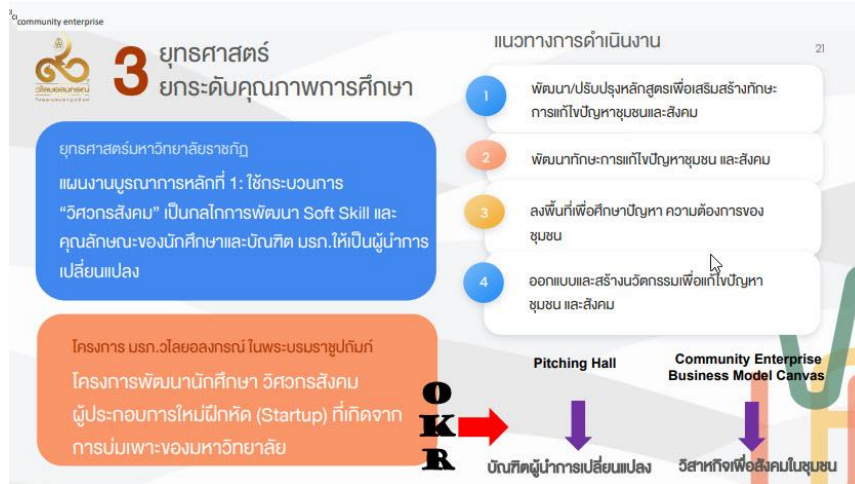 community enterprise
วไลยอลงกรณ์
3 ยุทธศาสตร์
ยกระดับคุณภาพการศึกษา
ยุทธศาสตร์มหาวิทยาลัยราชภัฏ
แผนงานบูรณาการหลักที่ 1: ใช้กระบวนการ
“วิศวกรสังคม” เป็นกลไกการพัฒนา Soft Skill และ
คุณลักษณะของนักศึกษาและบัณฑิต มรภ.ให้เป็นผู้นำการ
เปลี่ยนแปลง
โครงการ มรภ.วไลยอลงกรณ์ ในพระบรมราชูปถัมภ์
โครงการพัฒนานักศึกษา วิศวกรสังคม
ผู้ประกอบการใหม่ฝึกหัด (Startup) ที่เกิดจาก
การบ่มเพาะของมหาวิทยาลัย
แนวทางการดำเนินงาน
21
1 พัฒนา/ปรับปรุงหลักสูตรเพื่อเสริมสร้างทักษะ
การแก้ไขปัญหาชุมชนและสังคม
2 พัฒนาทักษะการแก้ไขปัญหาชุมชน และสังคม
3 ลงพื้นที่เพื่อศึกษาปัญหา ความต้องการของ
ชุมชน
4 ออกแบบและสร้างนวัตกรรมเพื่อแก้ไขปัญหา
ชุมชน และสังคม
O
K
R
Pitching Hall
Community Enterprise
Business Model Canvas
บัณฑิตผู้นำการเปลี่ยนแปลง
วิสาหกิจเพื่อสังคมในชุมชน